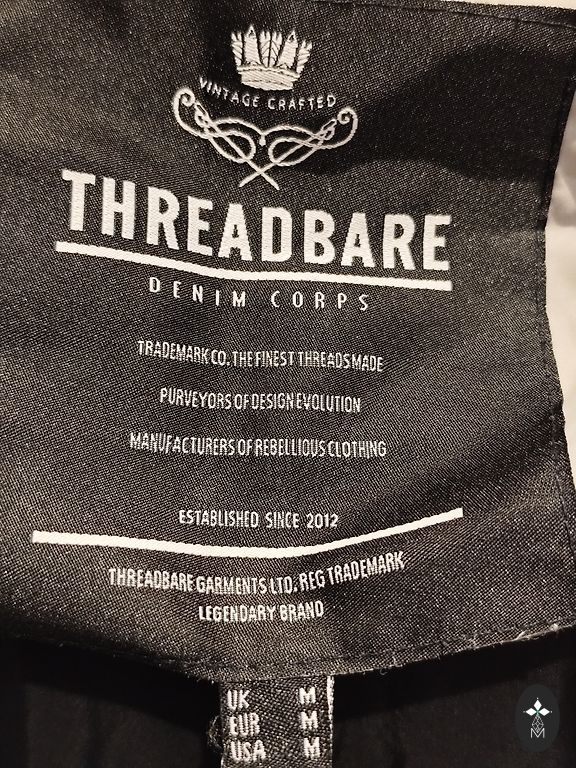 VINTAGE CRAFTED
THREADBARE
DENIM CORPS
TRADEMARK CO. THE FINEST THREADS MADE
PURVEYORS OF DESIGN EVOLUTION
MANUFACTURERS OF REBELLIOUS CLOTHING
ESTABLISHED SINCE 2012
THREADBARE GARMENTS LTD. REG TRADEMARK
LEGENDARY BRAND
UK M
EUR M
USA M
M